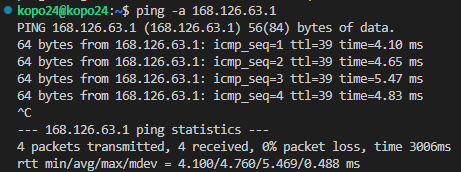 kopo24@kopo24:~$ ping -a 168.126.63.1
PING 168.126.63.1 (168.126.63.1) 56(84) bytes of data.
64 bytes from 168.126.63.1: icmp_seq=1 ttl=39 time=4.10 ms
64 bytes from 168.126.63.1: icmp_seq=2 ttl=39 time=4.65 ms
64 bytes from 168.126.63.1: icmp_seq=3 ttl=39 time=5.47 ms
64 bytes from 168.126.63.1: icmp_seq=4 ttl=39 time=4.83 ms
^C
--- 168.126.63.1 ping statistics ---
4 packets transmitted, 4 received, 0% packet loss, time 3006ms
rtt min/avg/max/mdev = 4.100/4.760/5.469/0.488 ms